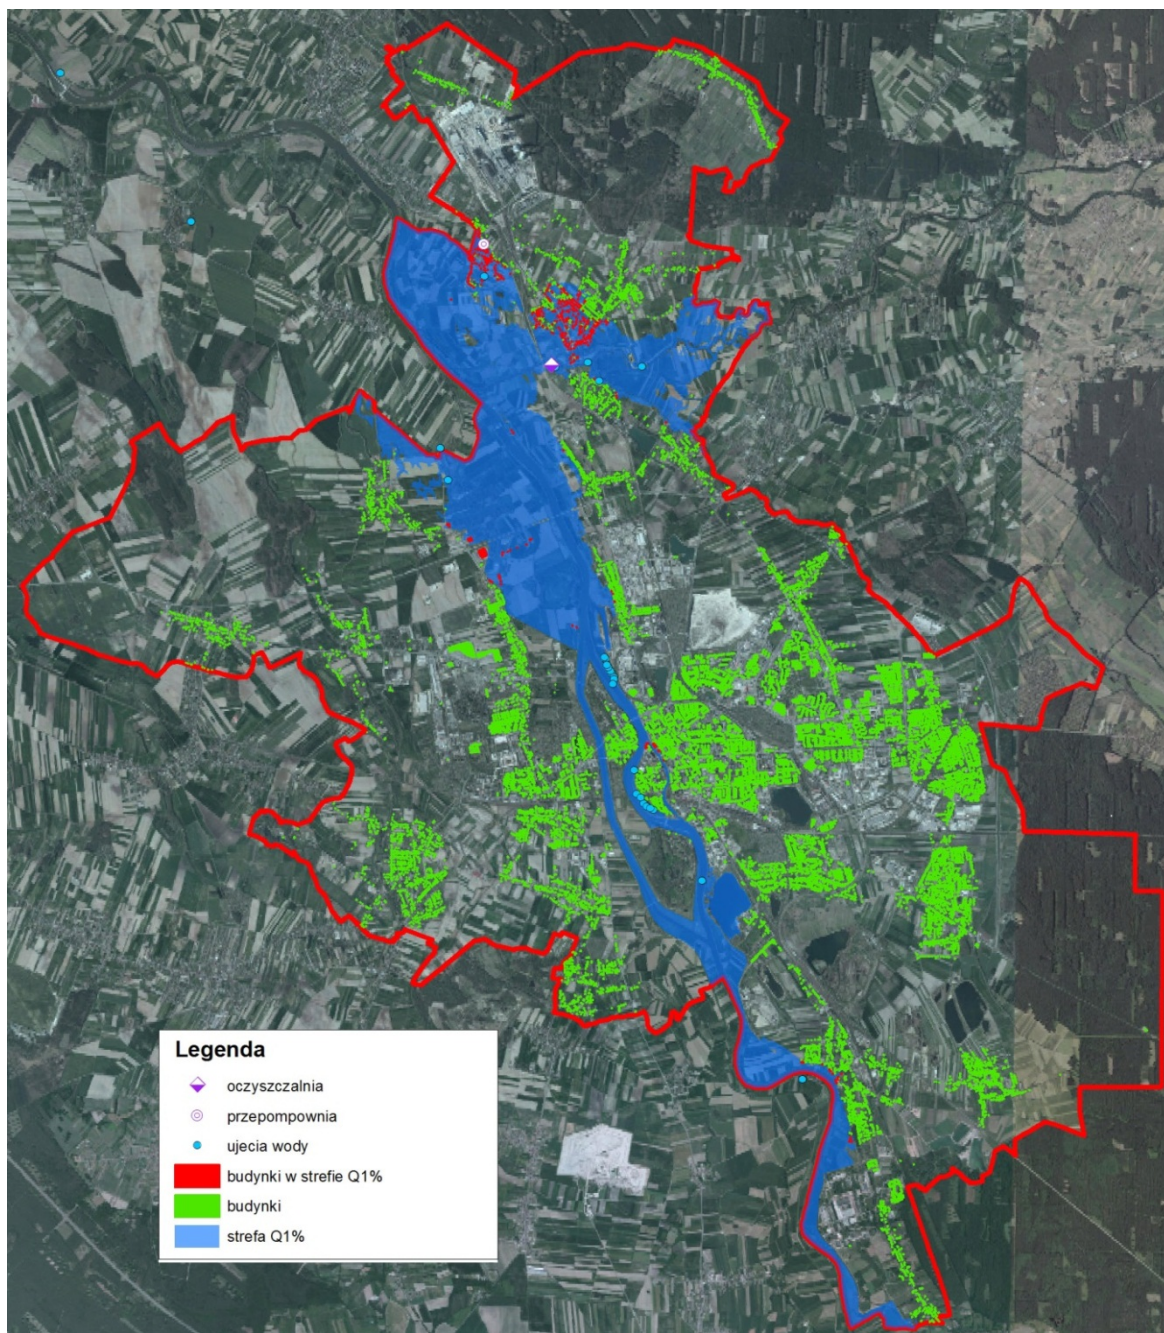 Legenda
oczyszczalnia
przepompownia
ujecia wody
budynki w strefie Q1%
budynki
strefa Q1%